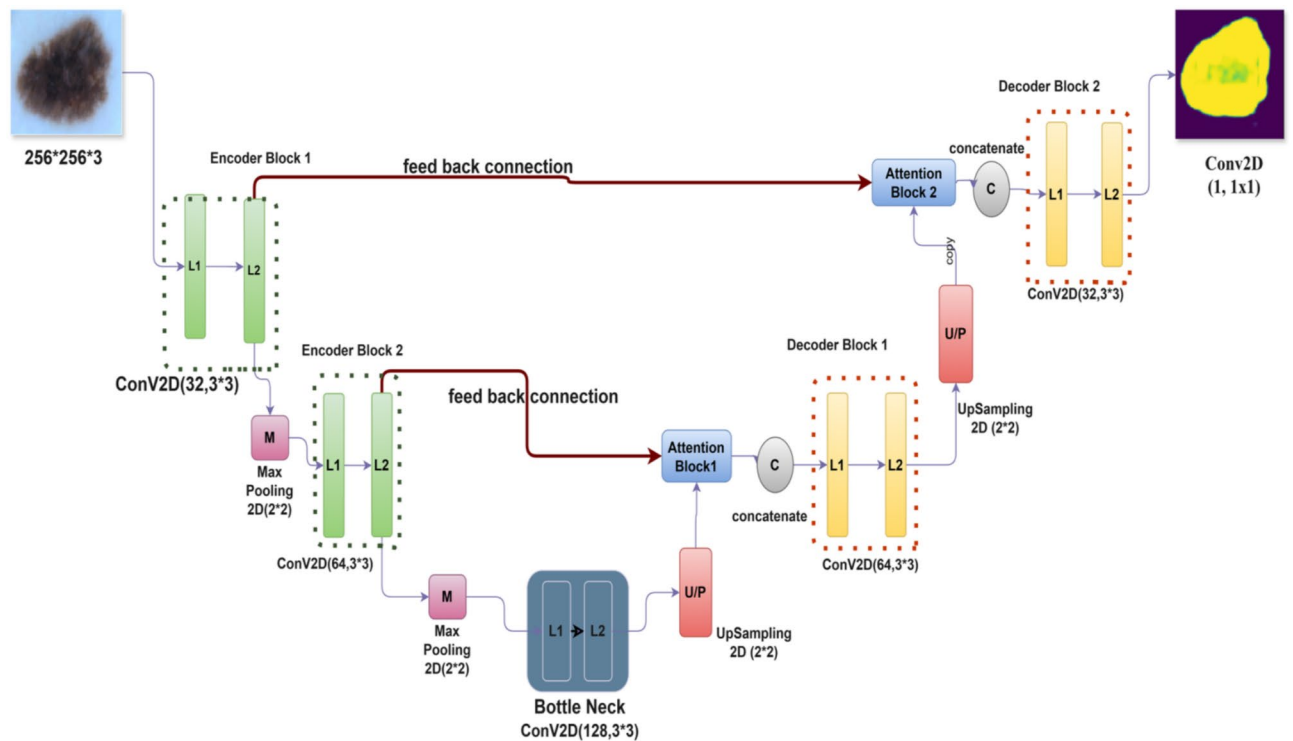 256*256*3
Encoder Block 1
L1
L2
ConV2D(32,3*3)
feed back connection
Attention
Block 2
concatenate
C
Decoder Block 2
L1
L2
ConV2D(32,3*3)
Conv2D
(1, 1x1)
copy
U/P
UpSampling
2D (2*2)
M
Max
Pooling
2D(2*2)
Encoder Block 2
L1
L2
ConV2D(64,3*3)
feed back connection
Attention
Block1
C
concatenate
Decoder Block 1
L1
L2
ConV2D(64,3*3)
M
Max
Pooling
2D(2*2)
L1
L2
Bottle Neck
ConV2D(128,3*3)
U/P
UpSampling
2D (2*2)